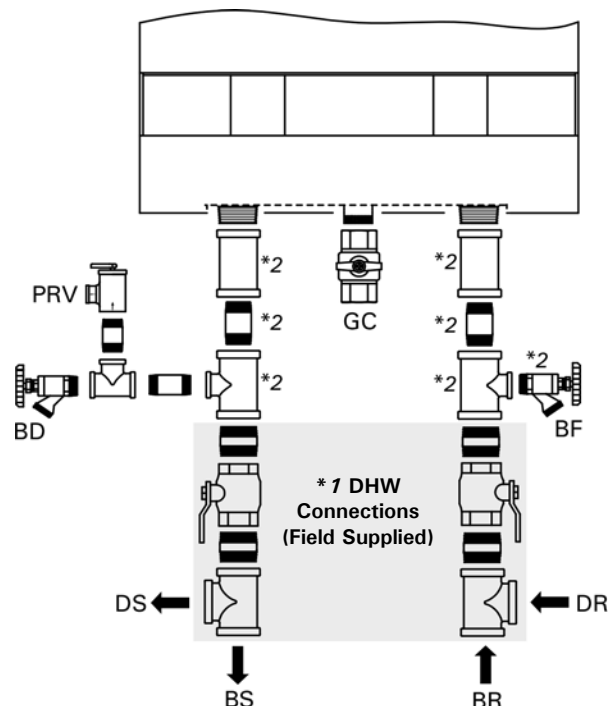 *2 *2
PRV
GC
*2 *2
*2 *2 *2
BD BF
*1 DHW
Connections
(Field Supplied)
DS DR
BS BR